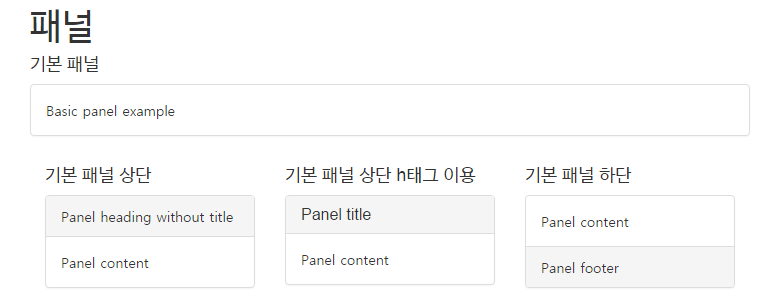 패널
기본 패널
Basic panel example
기본 패널 상단
Panel heading without title
Panel content
기본 패널 상단 h태그 이용
Panel title
Panel content
기본 패널 하단
Panel content
Panel footer